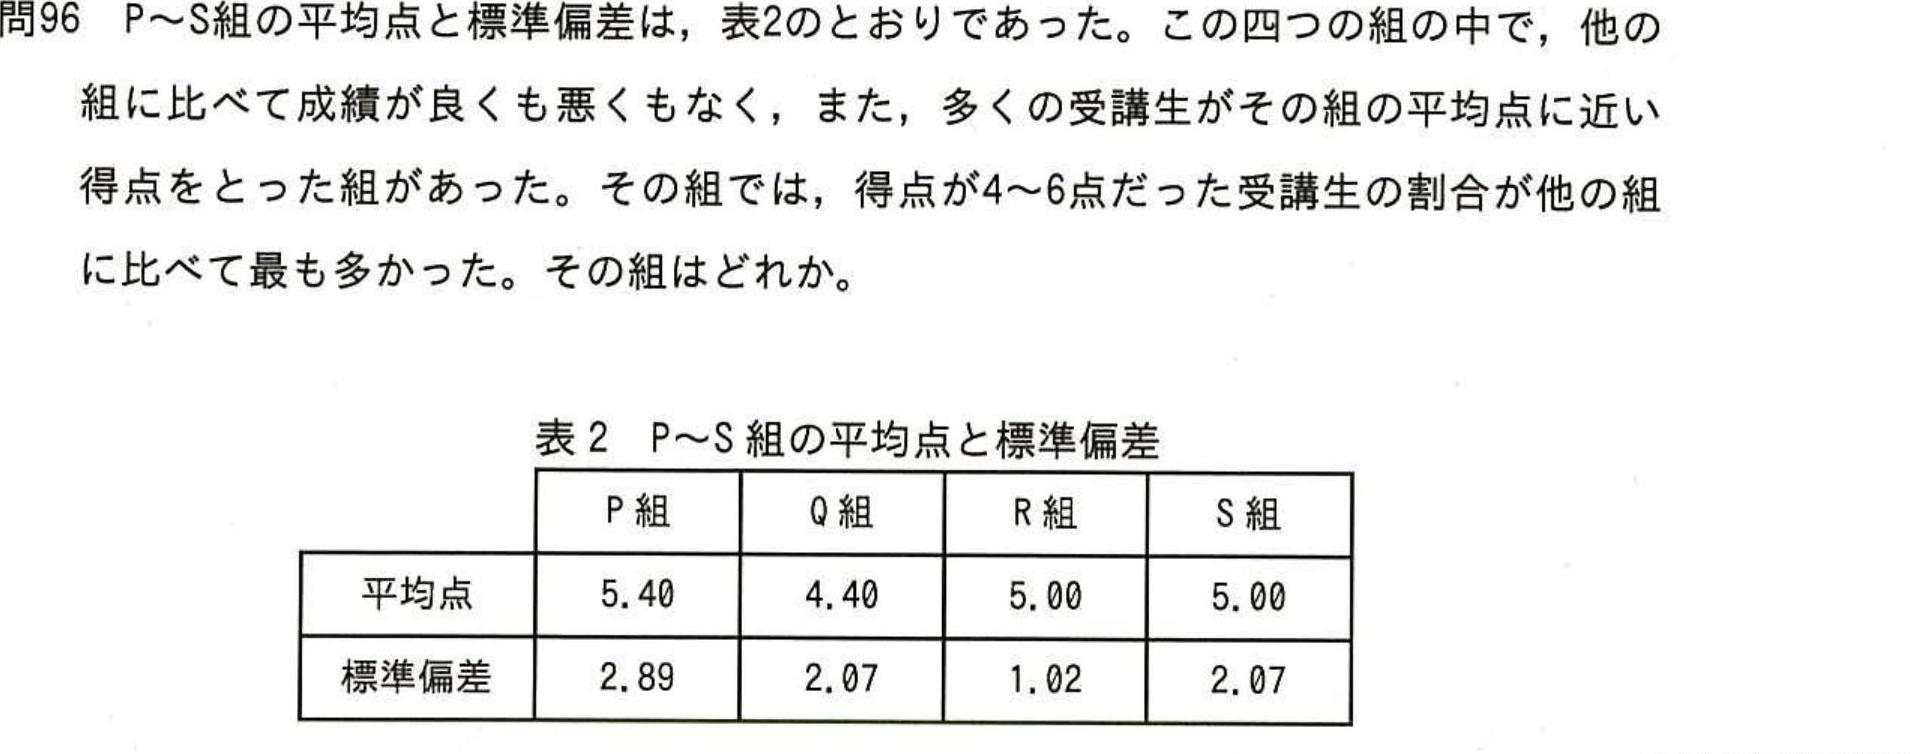 問96　P～S組の平均点と標準偏差は，表2のとおりであった。この四つの組の中で，他の
組に比べて成績が良くも悪くもなく，また，多くの受講生がその組の平均点に近い
得点をとった組があった。その組では，得点が4～6点だった受講生の割合が他の組
に比べて最も多かった。その組はどれか。
表２　P～S 組の平均点と標準偏差
P 組 Q 組 R 組 S 組
平均点 5.40 4.40 5.00 5.00
標準偏差 2.89 2.07 1.02 2.07